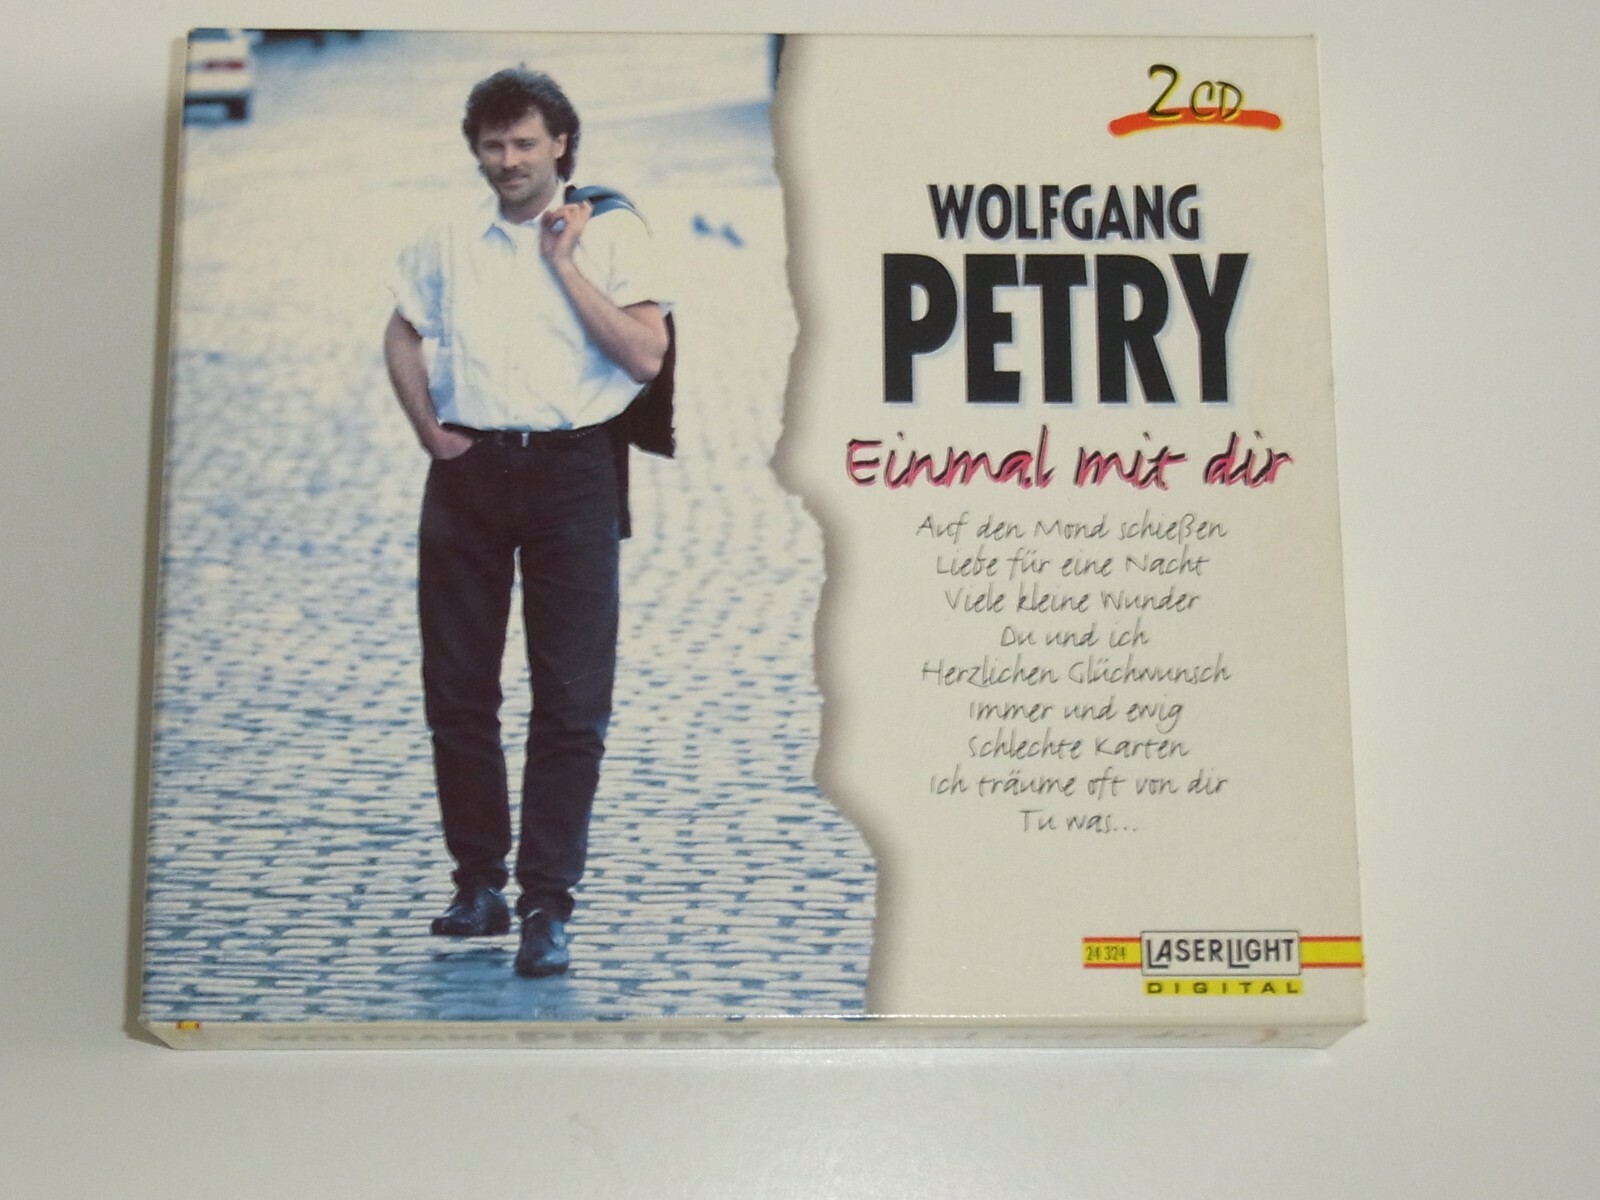 2 CD
WOLFGANG
PETRY
Einmal mit dir
Auf den Mond schießen
Liebe für eine Nacht
Viele kleine Wunder
Du und ich
Herzlichen Glückwunsch
Immer und ewig
Schlechte Karten
Ich träume oft von dir
Tu was...
24 324
LASERLIGHT
DIGITAL
WOLFGANG PETRY